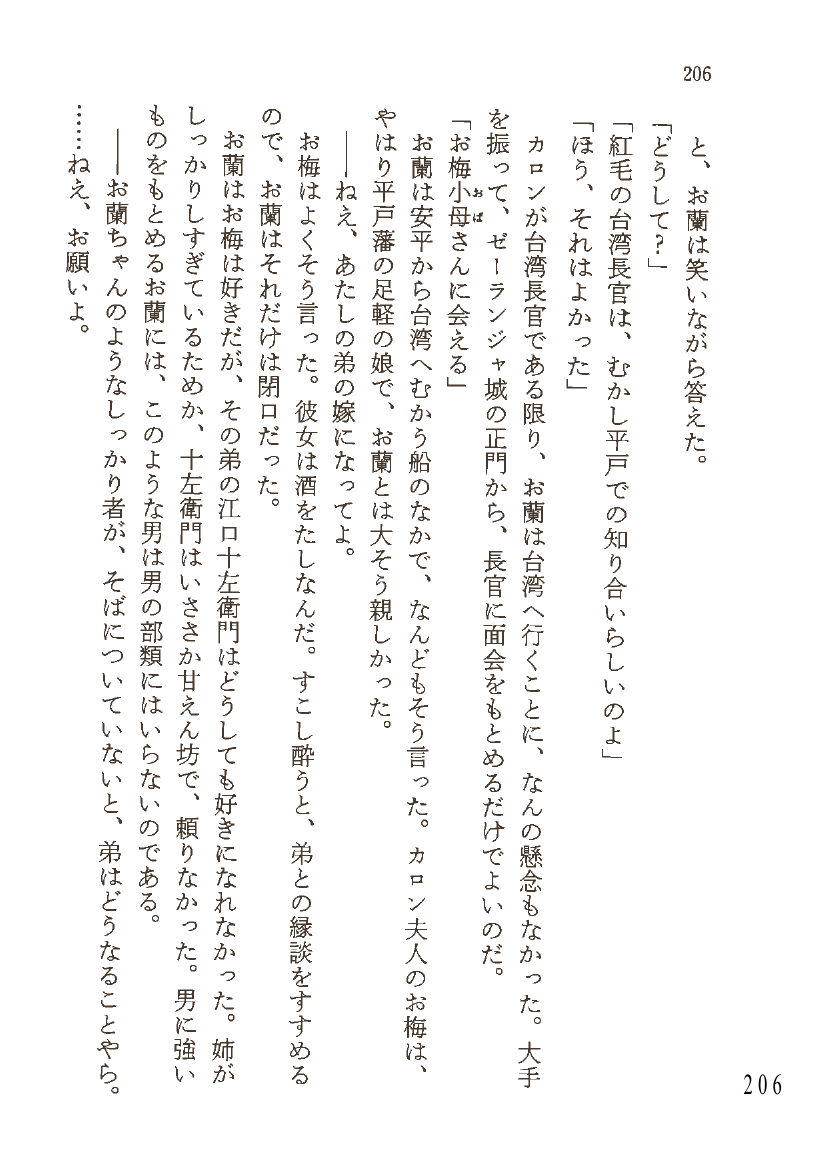 206
と、お蘭は笑いながら答えた。
「どうして？」
「紅毛の台湾長官は、むかし平戸での知り合いらしいのよ」
「ほう、それはよかった」
カロンが台湾長官である限り、お蘭は台湾へ行くことに、なんの懸念もなかった。大手
を振って、ゼーランジャ城の正門から、長官に面会をもとめるだけでよいのだ。
「お梅小母さんに会える」
おば
お蘭は安平から台湾へむかう船のなかで、なんどもそう言った。カロン夫人のお梅は、
やはり平戸藩の足軽の娘で、お蘭とは大そう親しかった。
――ねえ、あたしの弟の嫁になってよ。
お梅はよくそう言った。彼女は酒をたしなんだ。すこし酔うと、弟との縁談をすすめる
ので、お蘭はそれだけは閉口だった。
お蘭はお梅は好きだが、その弟の江口十左衛門はどうしても好きになれなかった。姉が
しっかりしすぎているためか、十左衛門はいささか甘えん坊で、頼りなかった。男に強い
ものをもとめるお蘭には、このような男は男の部類にはいらないのである。
――お蘭ちゃんのようなしっかり者が、そばについていないと、弟はどうなることやら。
……ねえ、お願いよ。
206